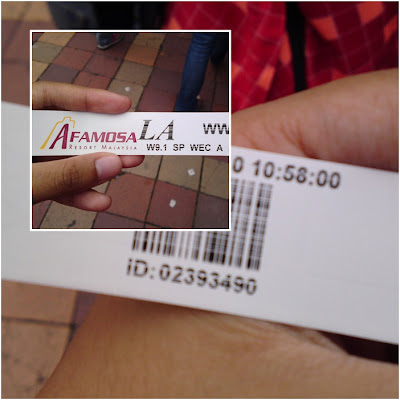 AFAMOSA LA WW
RESORT MALAYSIA W9.1 SP WEC A
0 10:58:00
ID:02393490